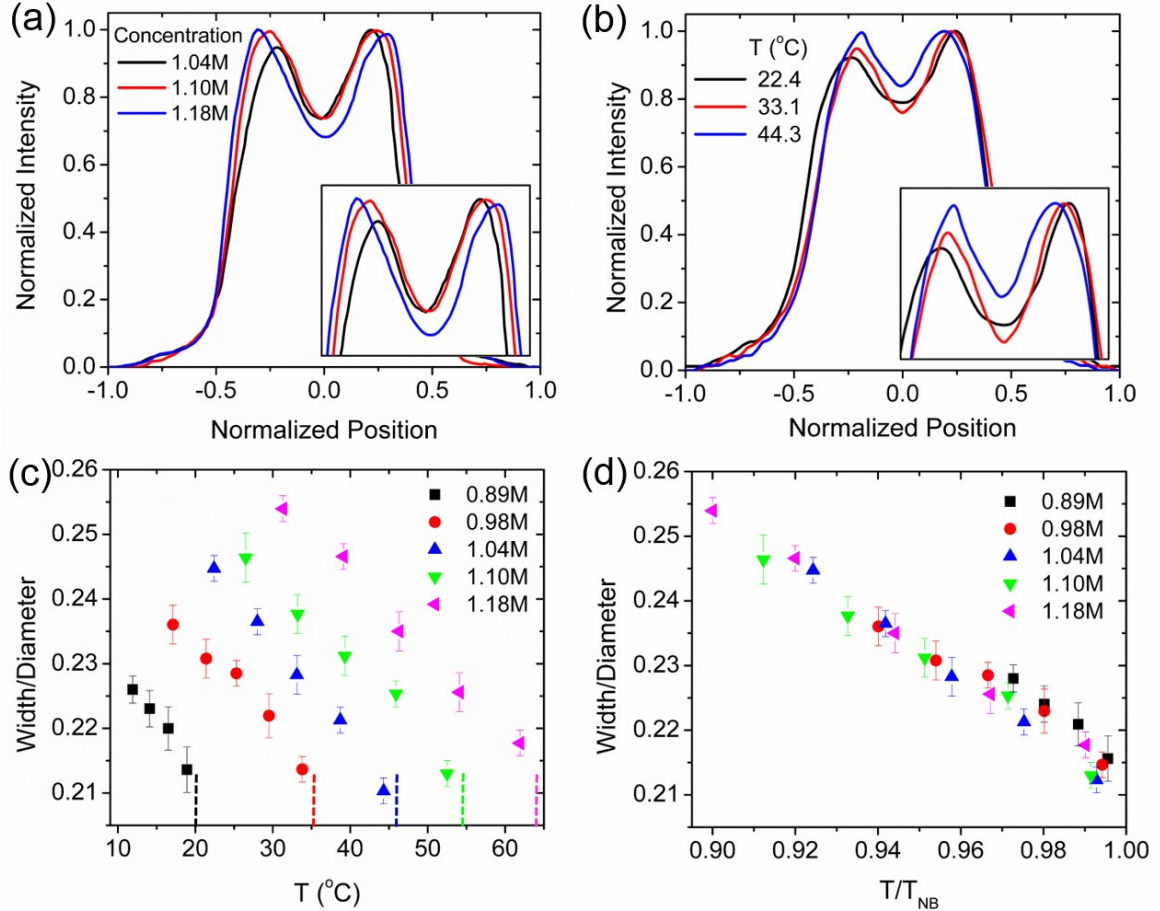 (a)
Concentration
1.04M
1.10M
1.18M
1.0
0.8
0.6
0.4
0.2
0.0
Normalized Intensity
-1.0 -0.5 0.0 0.5 1.0
Normalized Position
(b)
T (°C)
22.4
33.1
44.3
1.0
0.8
0.6
0.4
0.2
0.0
Normalized Intensity
-1.0 -0.5 0.0 0.5 1.0
Normalized Position
(c)
0.89M
0.98M
1.04M
1.10M
1.18M
0.26
0.25
0.24
0.23
0.22
0.21
Width/Diameter
10 20 30 40 50 60
T (°C)
(d)
0.89M
0.98M
1.04M
1.10M
1.18M
0.26
0.25
0.24
0.23
0.22
0.21
Width/Diameter
0.90 0.92 0.94 0.96 0.98 1.00
T/TNB